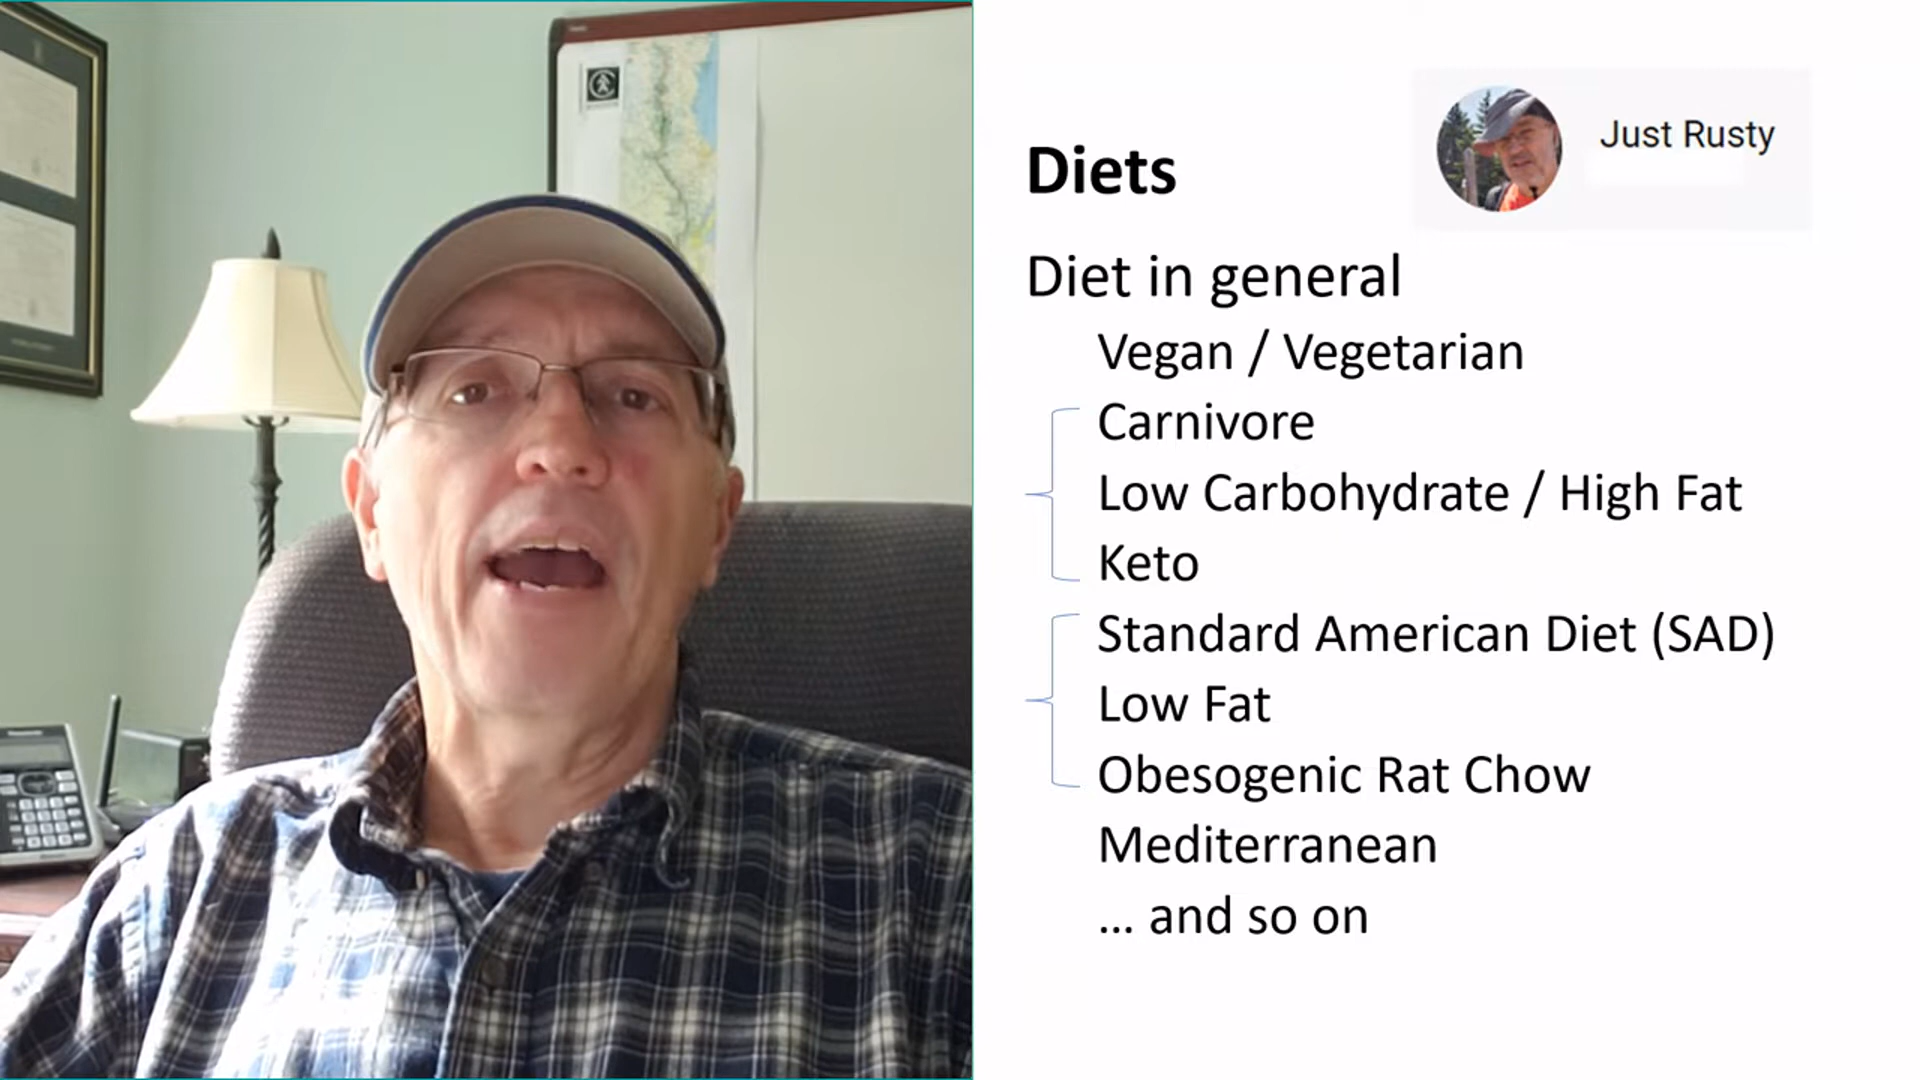 Just Rusty
Diets
Diet in general
Vegan / Vegetarian
Carnivore
Low Carbohydrate / High Fat
Keto
Standard American Diet (SAD)
Low Fat
Obesogenic Rat Chow
Mediterranean
... and so on